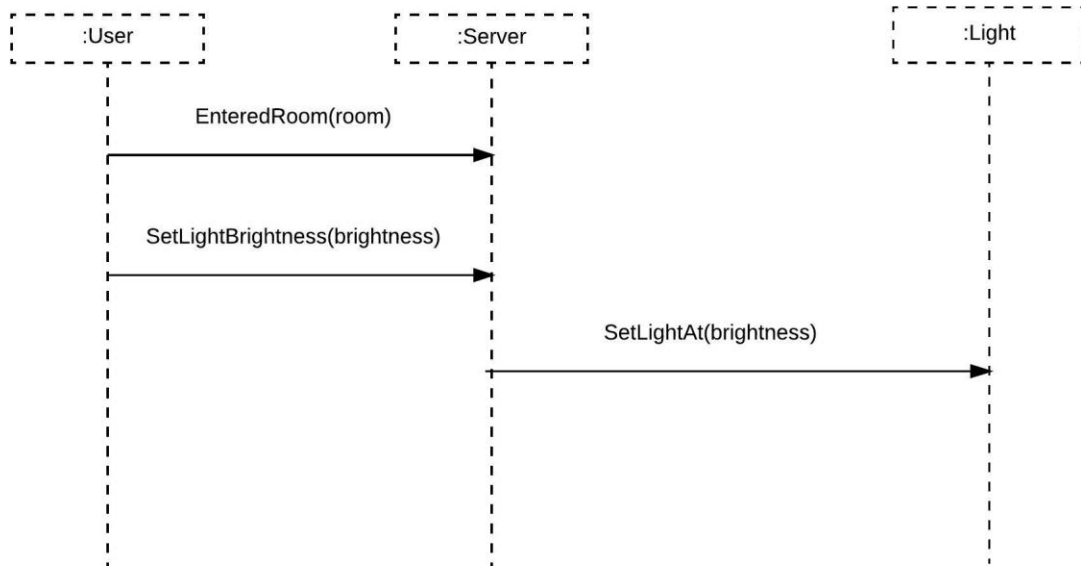 :User
:Server
:Light
EnteredRoom(room)
SetLightBrightness(brightness)
SetLightAt(brightness)